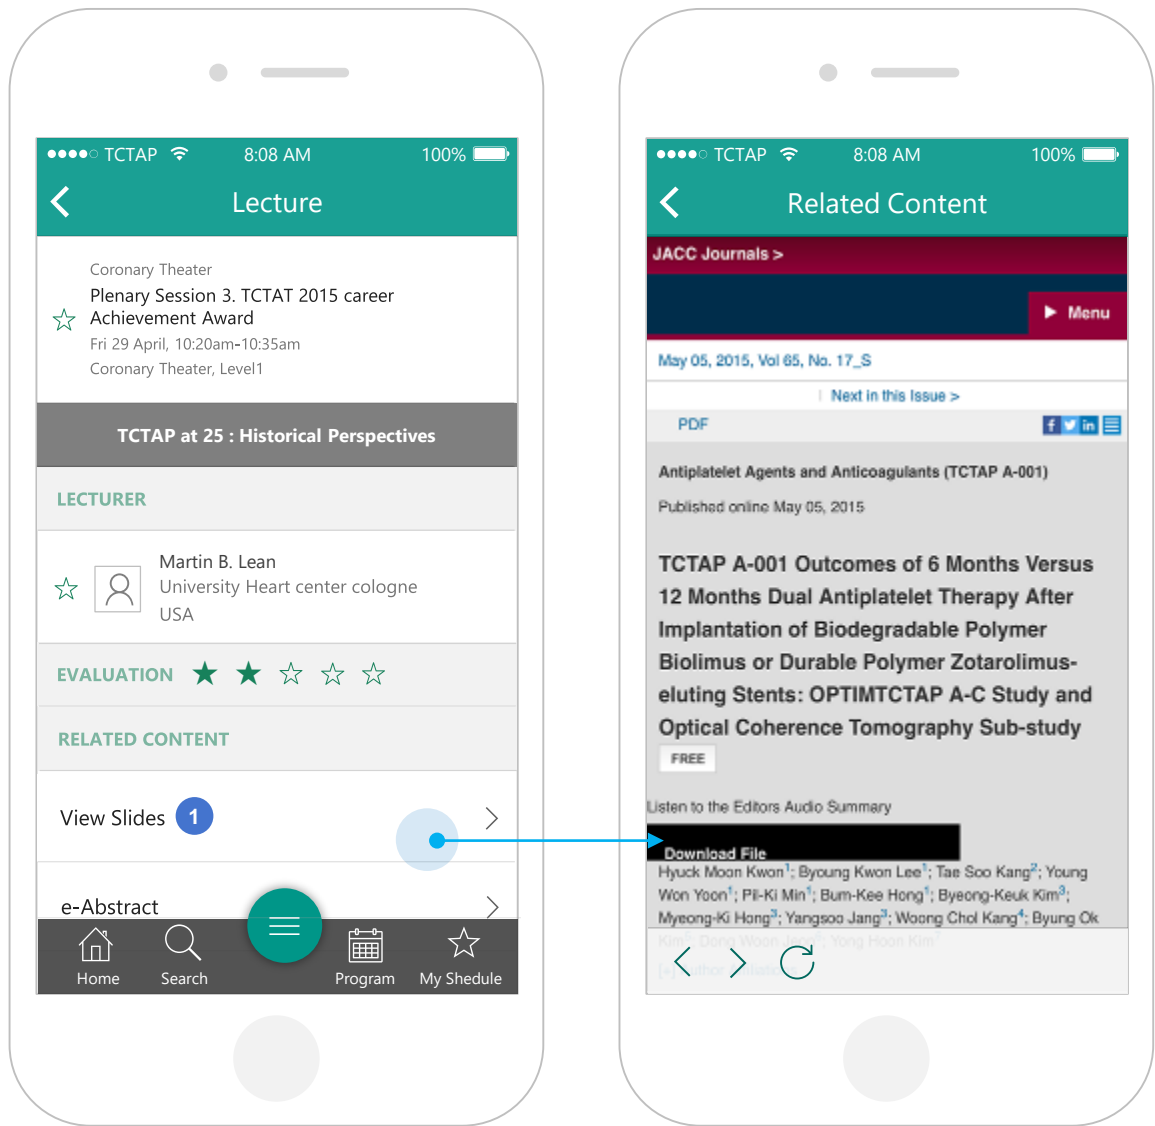 TCTAP 8:08 AM 100%
Lecture
Coronary Theater
Plenary Session 3. TCTAT 2015 career
Achievement Award
Fri 29 April, 10:20am-10:35am
Coronary Theater, Level1
TCTAP at 25 : Historical Perspectives
LECTURER
Martin B. Lean
University Heart center cologne
USA
EVALUATION
RELATED CONTENT
View Slides 1
e-Abstract
Home Search Program My Shedule
TCTAP 8:08 AM 100%
Related Content
JACC Journals >
Menu
May 05, 2015, Vol 65, No. 17_S
Next in this Issue >
PDF
Antiplatelet Agents and Anticoagulants (TCTAP A-001)
Published online May 05, 2015
TCTAP A-001 Outcomes of 6 Months Versus
12 Months Dual Antiplatelet Therapy After
Implantation of Biodegradable Polymer
Biolimus or Durable Polymer Zotarolimus-
eluting Stents: OPTIMTCTAP A-C Study and
Optical Coherence Tomography Sub-study
FREE
Listen to the Editors Audio Summary
Download File
Hyuck Moon Kwon1; Byoung Kwon Lee1; Tae Soo Kang2; Young
Won Yoon1; Pil-Ki Min1; Bum-Kee Hong1; Byeong-Keuk Kim3;
Myeong-Ki Hong3; Yangsoo Jang3; Woong Chol Kang4; Byung Ok
Kim; Dong Woon Jeon; Yong Hoon Kim